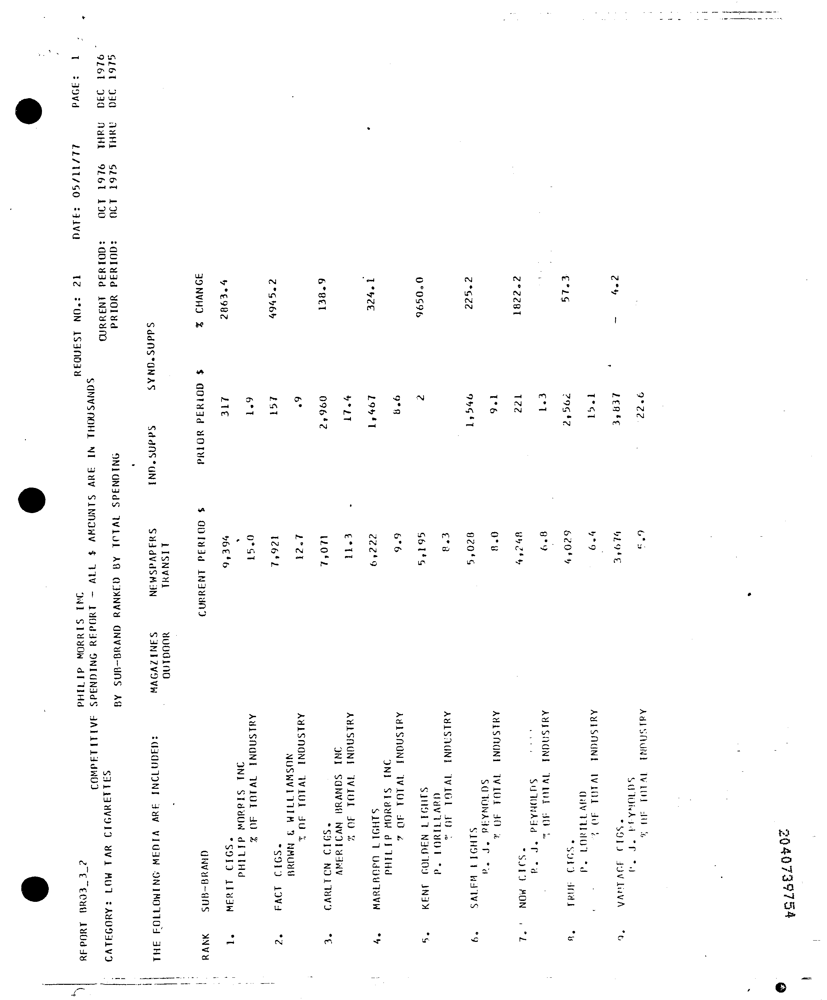 REPORT BR03_3_2 PHILIP MORRIS INC REQUEST NO.: 21 DATE: 05/11/77 PAGE: 1
COMPETITIVE SPENDING REPORT - ALL $ AMOUNTS ARE IN THOUSANDS
CATEGORY: LOW TAR CIGARETTES CURRENT PERIOD: OCT 1976 THRU DEC 1976
BY SUB-BRAND RANKED BY TOTAL SPENDING PRIOR PERIOD: OCT 1975 THRU DEC 1975
THE FOLLOWING MEDIA ARE INCLUDED: MAGAZINES NEWSPAPERS IND.SUPPS SYND.SUPPS
OUTDOOR TRANSIT
RANK SUB-BRAND CURRENT PERIOD $ PRIOR PERIOD $ % CHANGE
1. MERIT CIGS. 9,394 317 2863.4
PHILIP MORRIS INC
% OF TOTAL INDUSTRY 15.0 1.9
2. FACT CIGS. 7,921 157 4945.2
BROWN & WILLIAMSON
% OF TOTAL INDUSTRY 12.7 .9
3. CARLTON CIGS. 7,071 2,960 138.9
AMERICAN BRANDS INC
% OF TOTAL INDUSTRY 11.3 17.4
4. MARLBORO LIGHTS 6,222 1,467 324.1
PHILIP MORRIS INC
% OF TOTAL INDUSTRY 9.9 8.6
5. KENT GOLDEN LIGHTS 5,195 2 9650.0
P. LORILLARD
% OF TOTAL INDUSTRY 8.3
6. SALEM LIGHTS 5,028 1,546 225.2
R. J. REYNOLDS
% OF TOTAL INDUSTRY 8.0 9.1
7. NOW CIGS. 4,248 221 1822.2
R. J. REYNOLDS
% OF TOTAL INDUSTRY 6.8 1.3
8. TRUE CIGS. 4,029 2,562 57.3
P. LORILLARD
% OF TOTAL INDUSTRY 6.4 15.1
9. VANTAGE CIGS. 3,674 3,837 - 4.2
R. J. REYNOLDS
% OF TOTAL INDUSTRY 5.9 22.6
2040739754